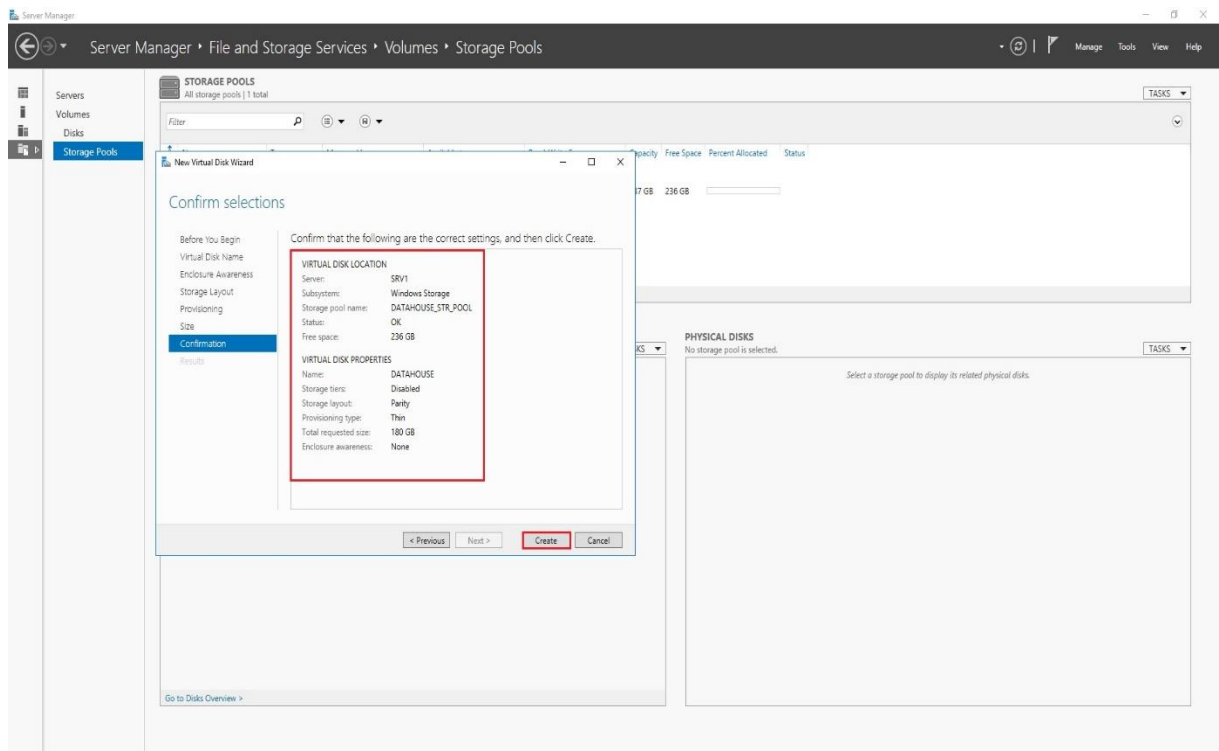 Server Manager
Server Manager • File and Storage Services • Volumes • Storage Pools
Manage Tools View Help
Servers
Volumes
Disks
Storage Pools
STORAGE POOLS
All storage pools | 1 total
TASKS
Filter
Capacity Free Space Percent Allocated Status
37 GB 236 GB
New Virtual Disk Wizard
Confirm selections
Before You Begin
Virtual Disk Name
Enclosure Awareness
Storage Layout
Provisioning
Size
Confirmation
Results
Confirm that the following are the correct settings, and then click Create.
VIRTUAL DISK LOCATION
Server: SRV1
Subsystem: Windows Storage
Storage pool name: DATAHOUSE_STR_POOL
Status: OK
Free space: 236 GB
VIRTUAL DISK PROPERTIES
Name: DATAHOUSE
Storage tiers: Disabled
Storage layout: Parity
Provisioning type: Thin
Total requested size: 180 GB
Enclosure awareness: None
< Previous Next > Create Cancel
KS
PHYSICAL DISKS
No storage pool is selected.
TASKS
Select a storage pool to display its related physical disks.
Go to Disks Overview >